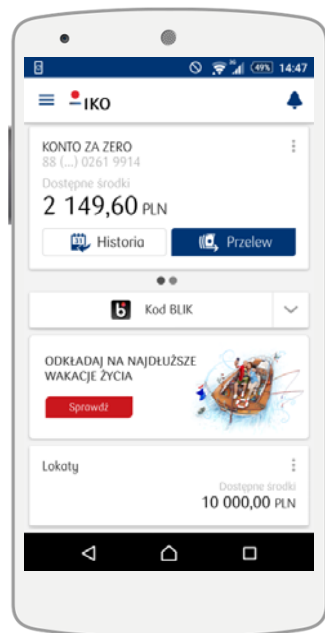 49% 14:47
IKO
KONTO ZA ZERO
88 (...) 0261 9914
Dostępne środki
2 149,60 PLN
31 Historia
Przelew
b Kod BLIK
ODKŁADAJ NA NAJDŁUŻSZE
WAKACJE ŻYCIA
Sprawdź
Lokaty
Dostępne środki
10 000,00 PLN